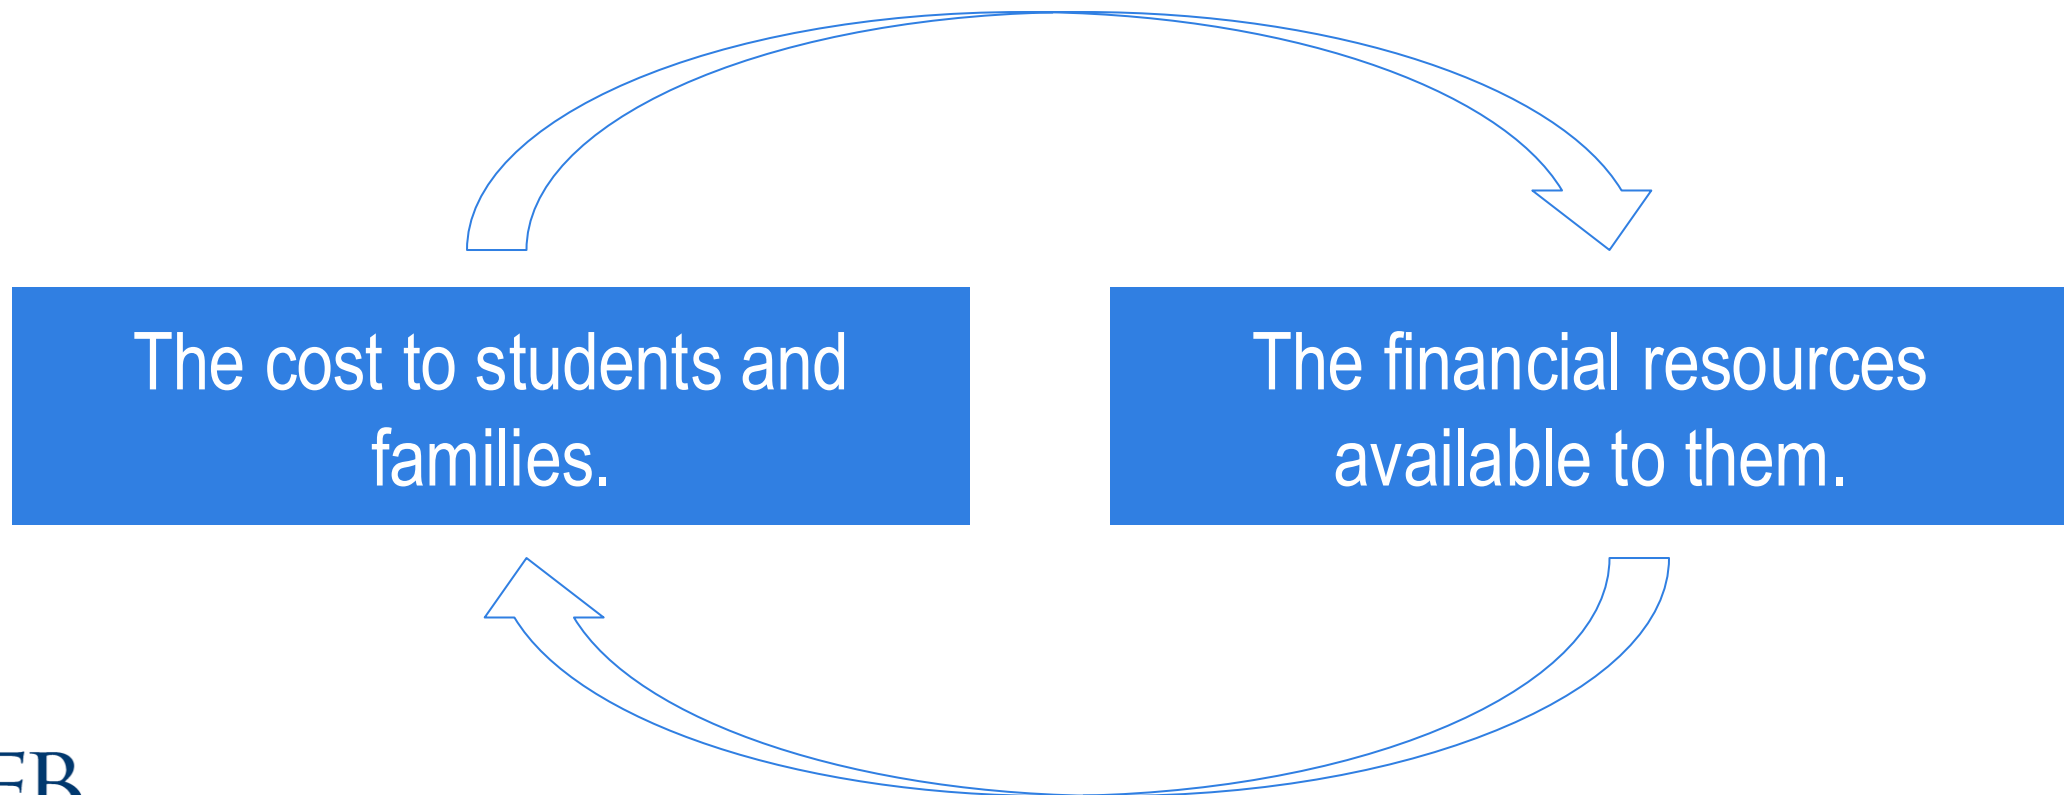 The cost to students and
families.
The financial resources
available to them.